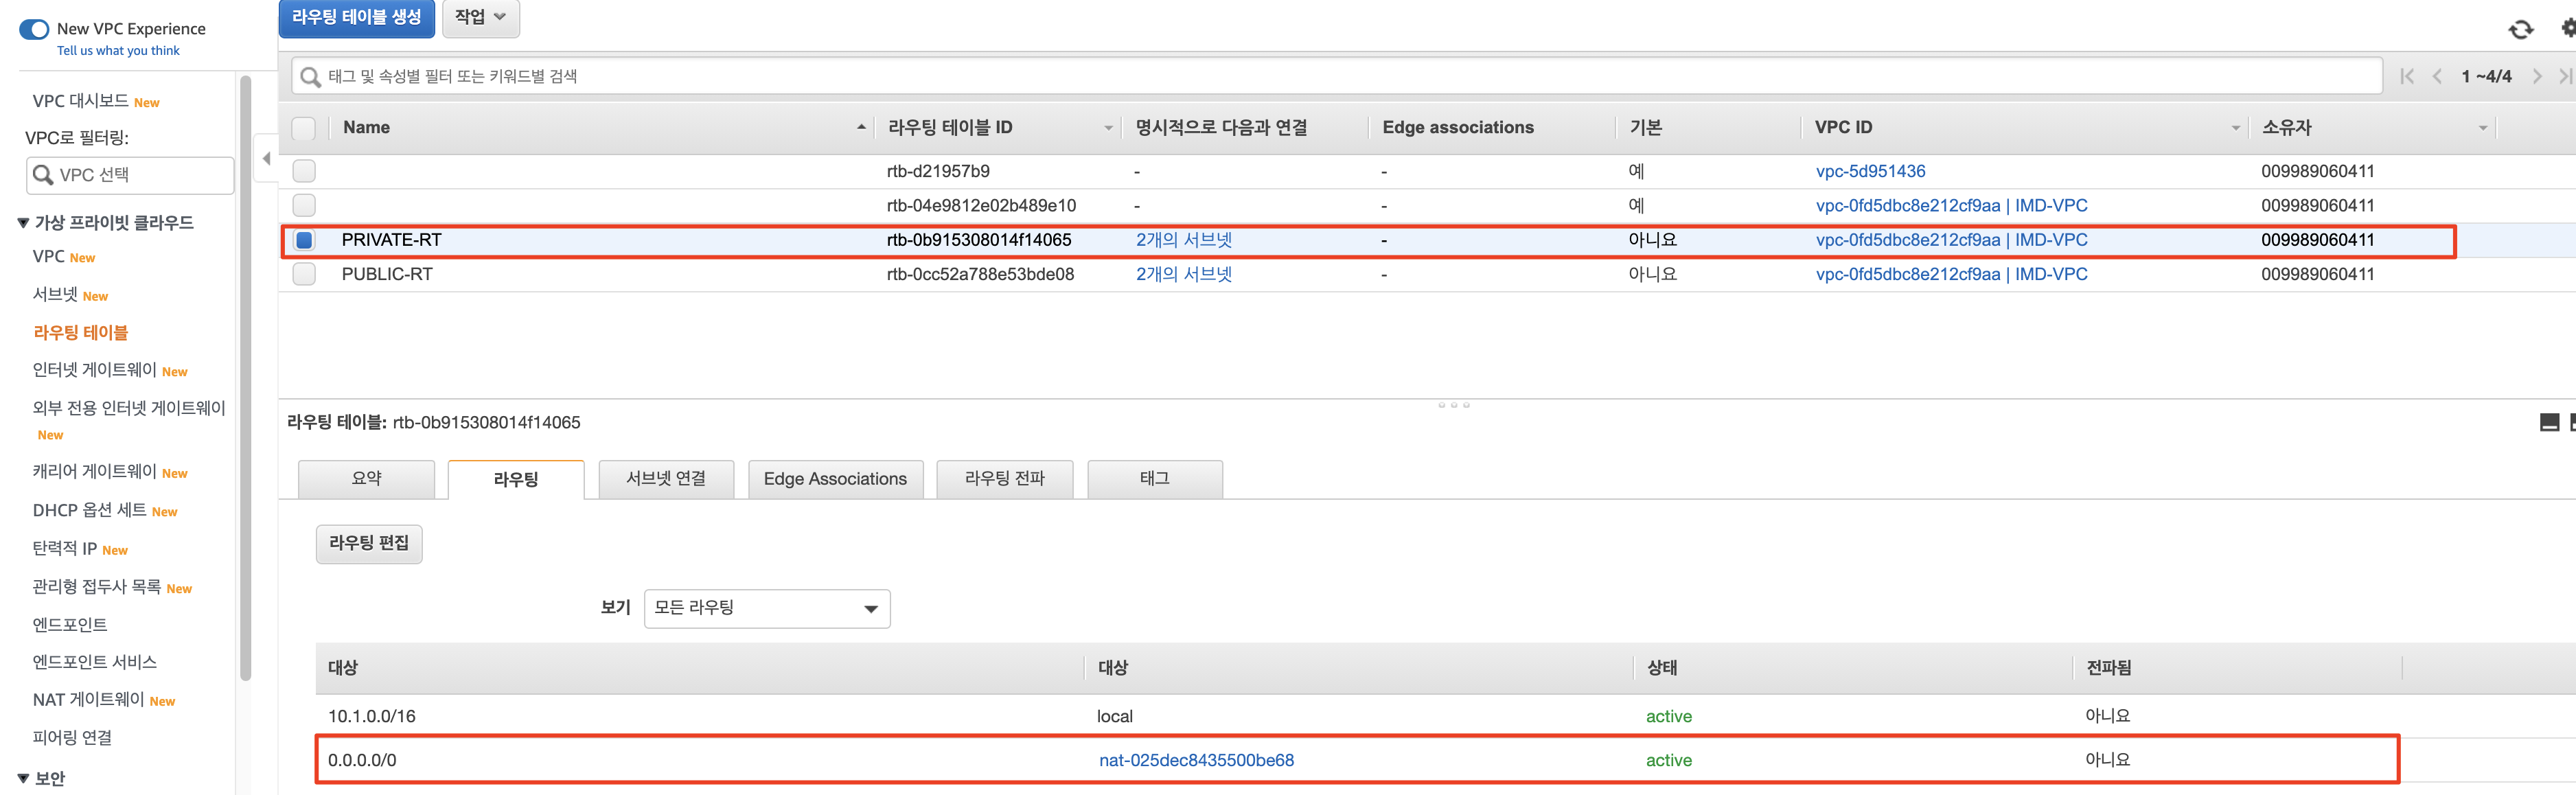 New VPC Experience
Tell us what you think
VPC 대시보드 New
VPC로 필터링:
VPC 선택
가상 프라이빗 클라우드
VPC New
서브넷 New
라우팅 테이블
인터넷 게이트웨이 New
외부 전용 인터넷 게이트웨이
New
캐리어 게이트웨이 New
DHCP 옵션 세트 New
탄력적 IP New
관리형 접두사 목록 New
엔드포인트
엔드포인트 서비스
NAT 게이트웨이 New
피어링 연결
보안
라우팅 테이블 생성 작업
태그 및 속성별 필터 또는 키워드별 검색 1 ~4/4
Name 라우팅 테이블 ID 명시적으로 다음과 연결 Edge associations 기본 VPC ID 소유자
rtb-d21957b9 - - 예 vpc-5d951436 009989060411
rtb-04e9812e02b489e10 - - 예 vpc-0fd5dbc8e212cf9aa | IMD-VPC 009989060411
PRIVATE-RT rtb-0b915308014f14065 2개의 서브넷 - 아니요 vpc-0fd5dbc8e212cf9aa | IMD-VPC 009989060411
PUBLIC-RT rtb-0cc52a788e53bde08 2개의 서브넷 - 아니요 vpc-0fd5dbc8e212cf9aa | IMD-VPC 009989060411
라우팅 테이블: rtb-0b915308014f14065
요약 라우팅 서브넷 연결 Edge Associations 라우팅 전파 태그
라우팅 편집
보기 모든 라우팅
대상 대상 상태 전파됨
10.1.0.0/16 local active 아니요
0.0.0.0/0 nat-025dec8435500be68 active 아니요